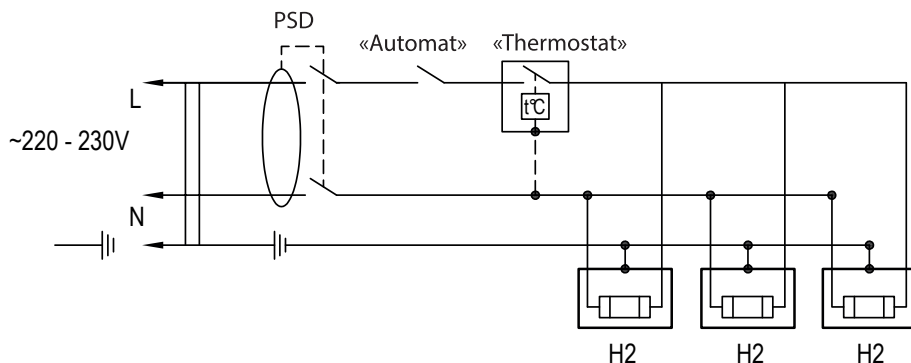 PSD
«Automat» «Thermostat»
L
t°C
~220 - 230V
N
H2 H2 H2